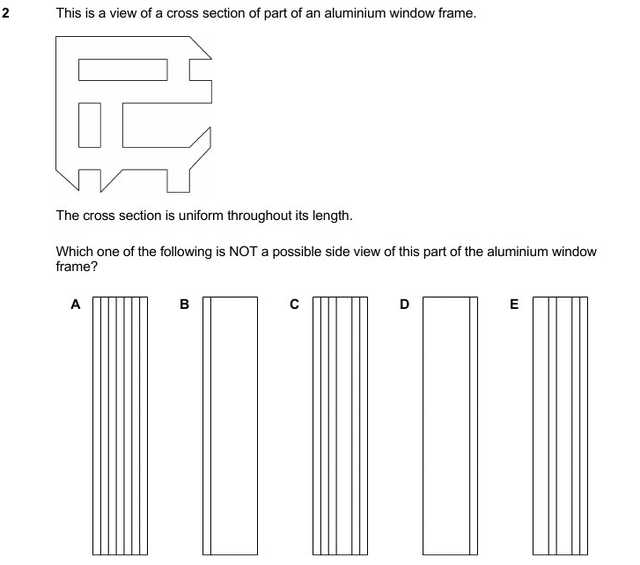 2 This is a view of a cross section of part of an aluminium window frame.
The cross section is uniform throughout its length.
Which one of the following is NOT a possible side view of this part of the aluminium window
frame?
A B C D E